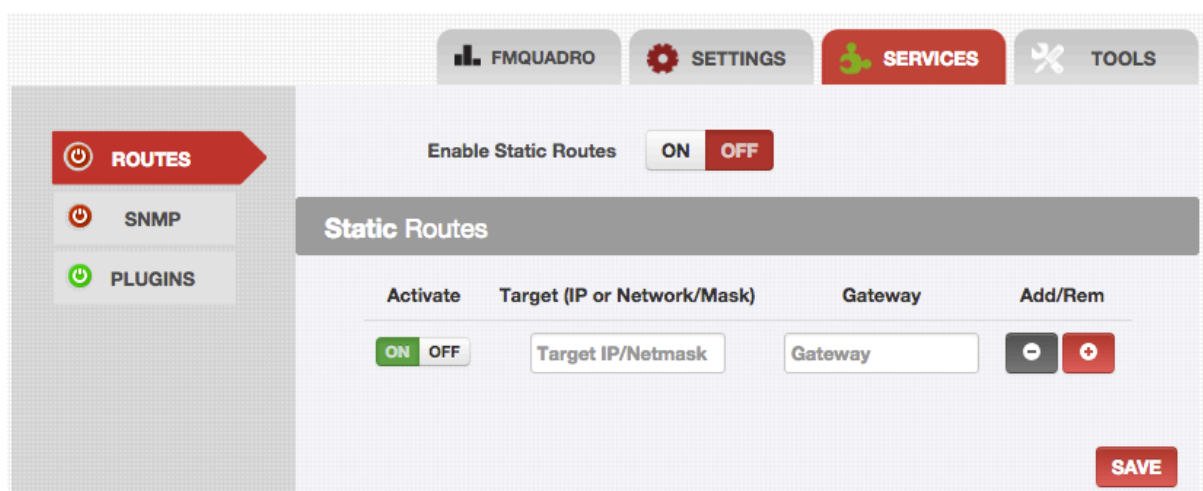 FMQUADRO SETTINGS SERVICES TOOLS
ROUTES
SNMP
PLUGINS
Enable Static Routes ON OFF
Static Routes
Activate Target (IP or Network/Mask) Gateway Add/Rem
ON OFF Target IP/Netmask Gateway
SAVE